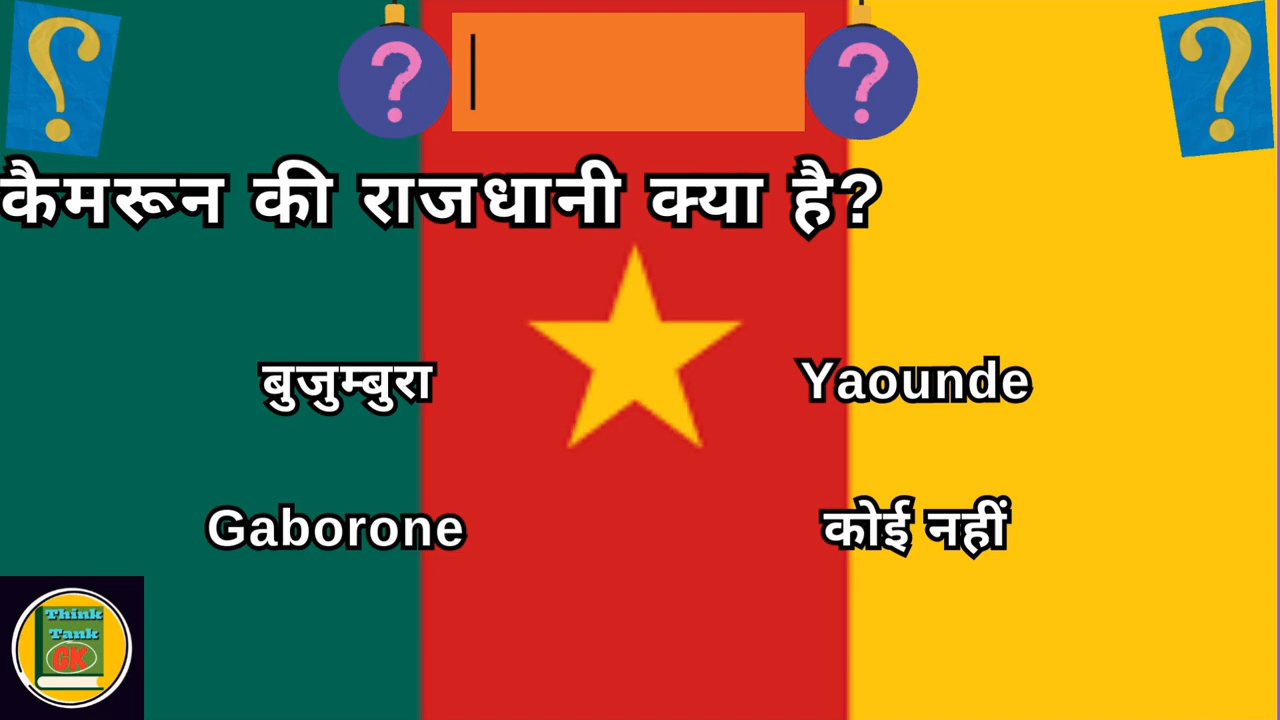 ? ? ? ?
कैमरून की राजधानी क्या है?
बुजुम्बुरा Yaounde
Gaborone कोई नहीं
Think
Tank
GK